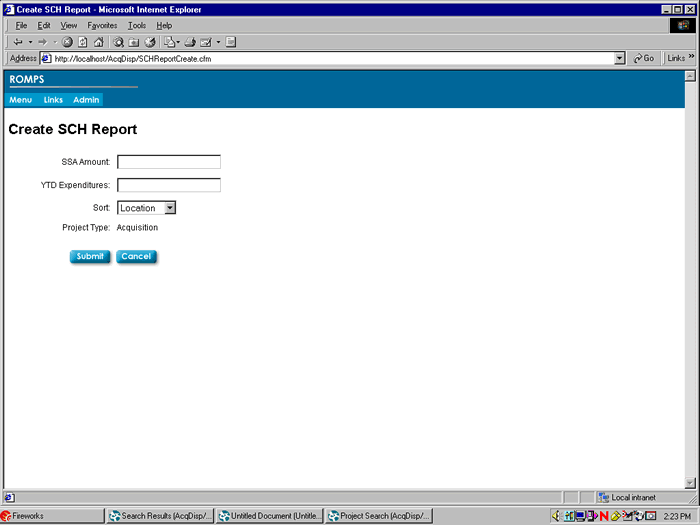 Create SCH Report - Microsoft Internet Explorer
File Edit View Favorites Tools Help
Address http://localhost/AcqDisp/SCHReportCreate.cfm Go Links »
ROMPS
Menu Links Admin
Create SCH Report
SSA Amount:
YTD Expenditures:
Sort: Location
Project Type: Acquisition
Submit Cancel
Local intranet
Fireworks Search Results (AcqDisp/... Untitled Document (Untitle... Project Search (AcqDisp/... 2:23 PM